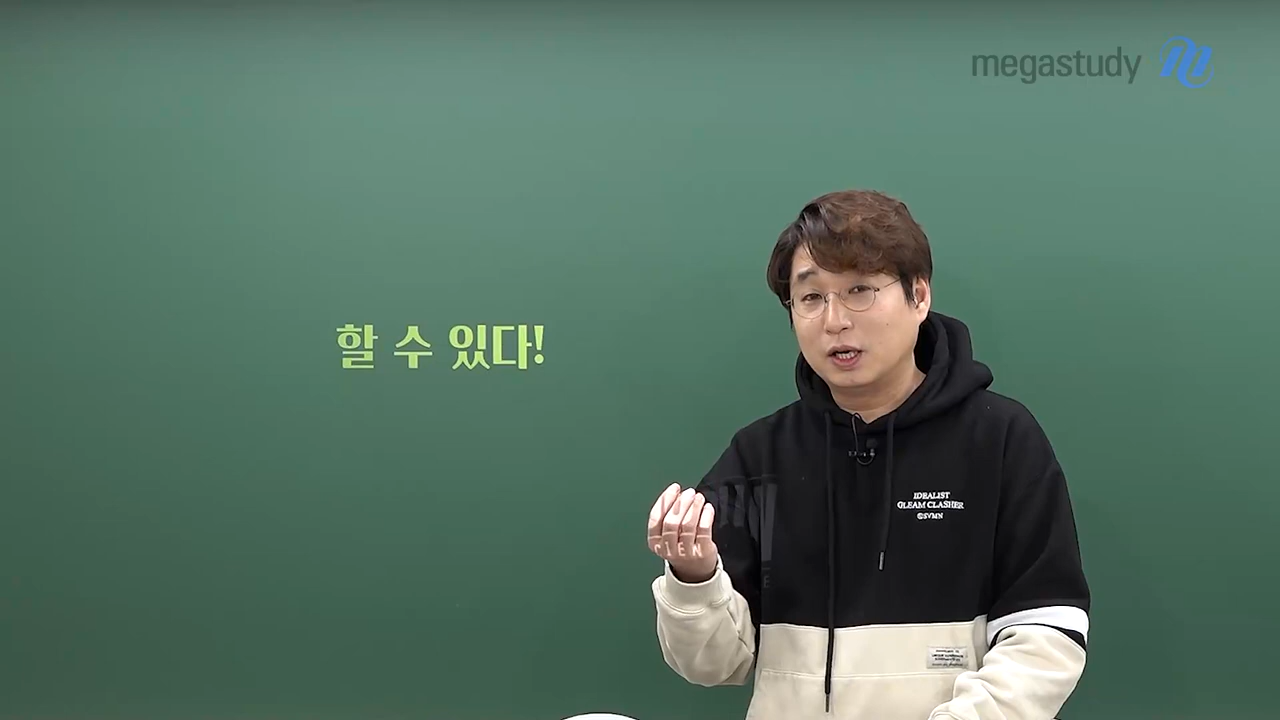 megastudy
할 수 있다!
IDEALIST
GLEAM CLASHER
©SVMN